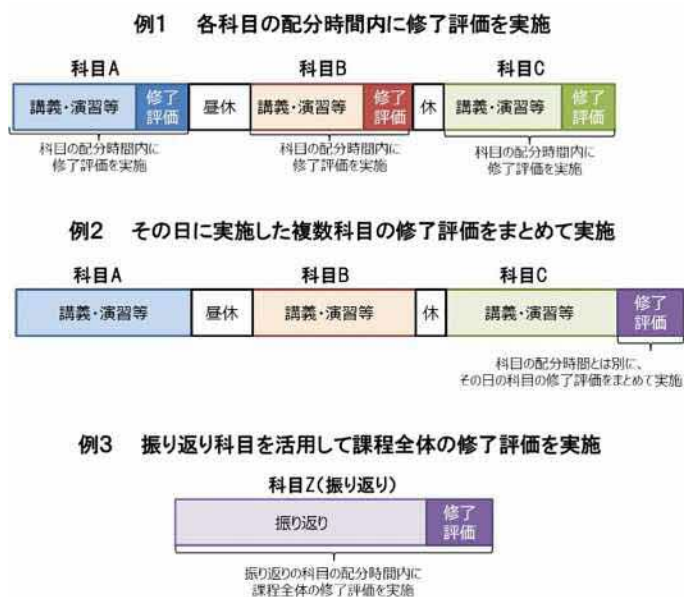 例1 各科目の配分時間内に修了評価を実施
科目A 科目B 科目C
講義・演習等 修了評価 昼休 講義・演習等 修了評価 休 講義・演習等 修了評価
科目の配分時間内に
修了評価を実施
科目の配分時間内に
修了評価を実施
科目の配分時間内に
修了評価を実施
例2 その日に実施した複数科目の修了評価をまとめて実施
科目A 科目B 科目C
講義・演習等 昼休 講義・演習等 休 講義・演習等 修了評価
科目の配分時間とは別に、
その日の科目の修了評価をまとめて実施
例3 振り返り科目を活用して課程全体の修了評価を実施
科目Z(振り返り)
振り返り 修了評価
振り返りの科目の配分時間内に
課程全体の修了評価を実施